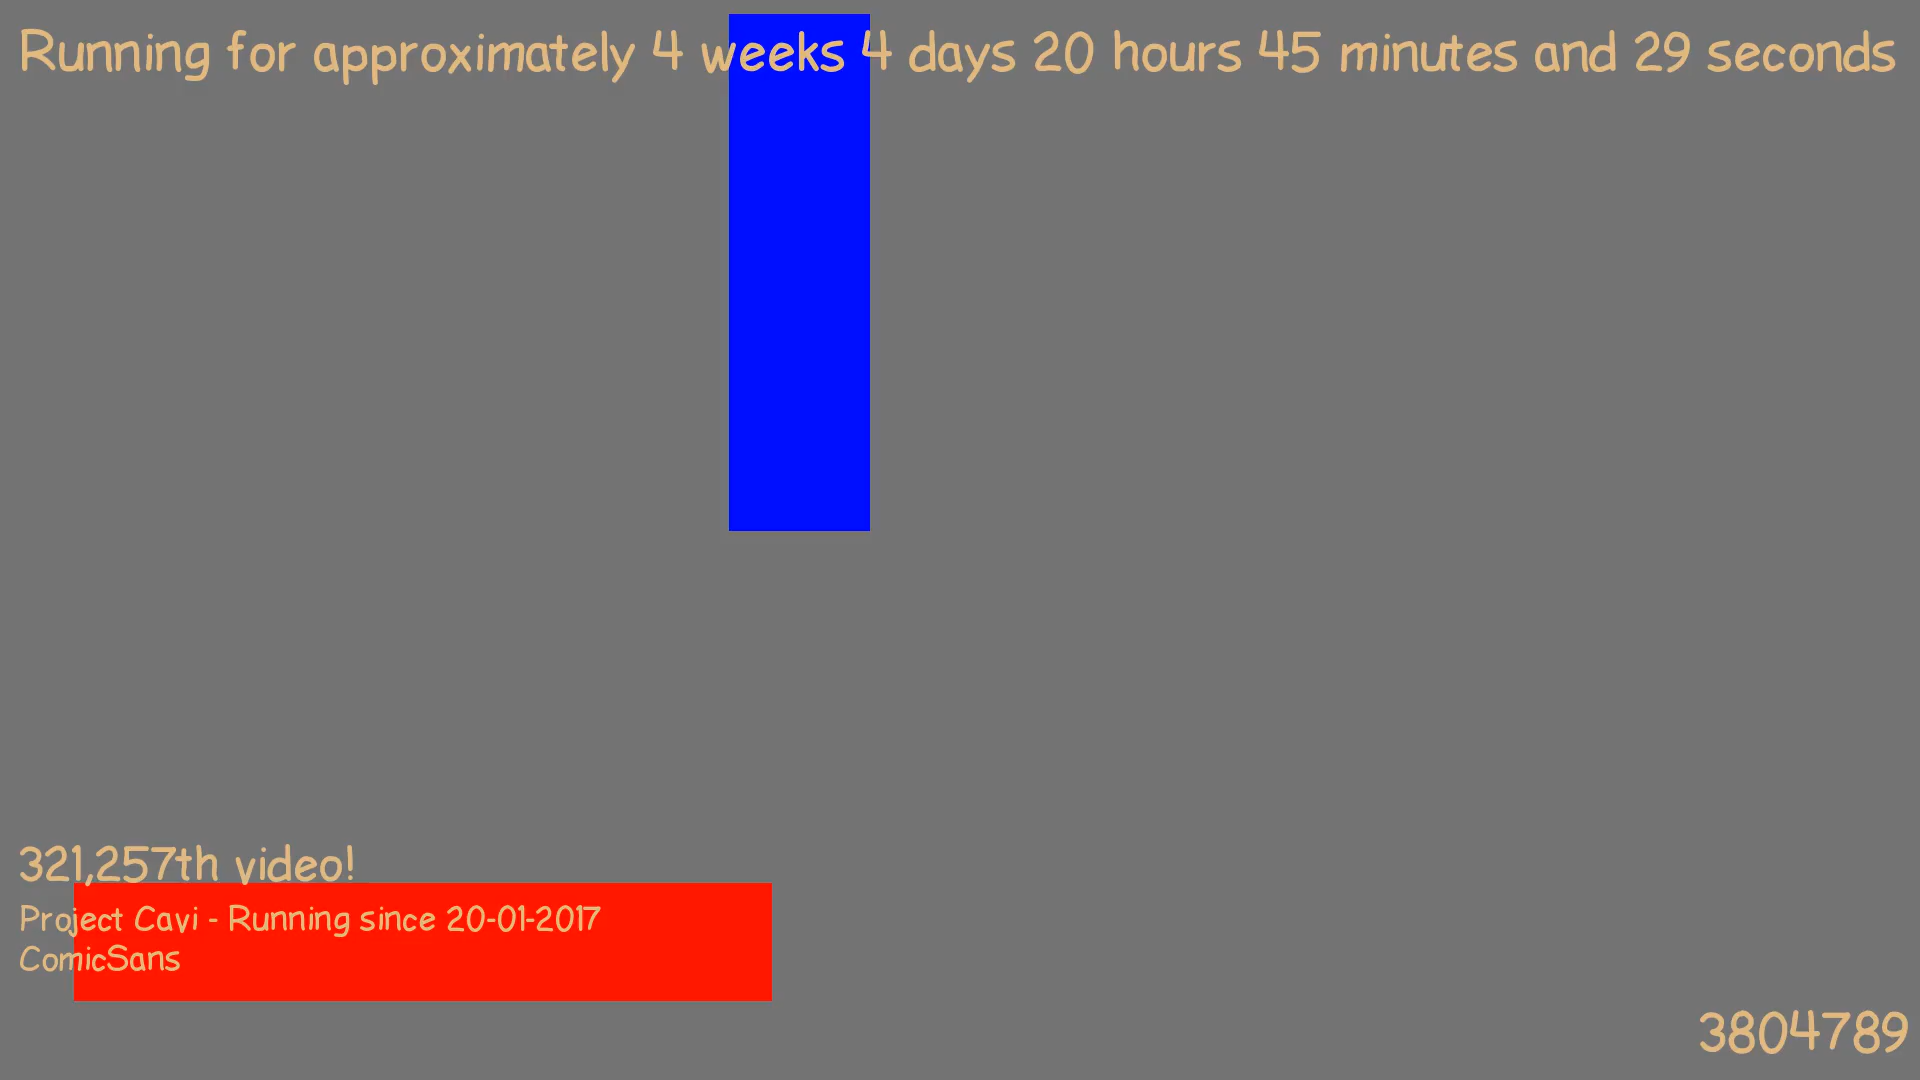 Running for approximately 4 weeks 4 days 20 hours 45 minutes and 29 seconds
321,257th video!
Project Cavi - Running since 20-01-2017
ComicSans
3804789